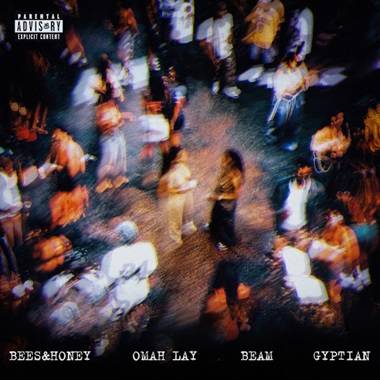 PARENTAL
ADVISORY
EXPLICIT CONTENT
BEES&HONEY OMAH LAY BEAM GYPTIAN